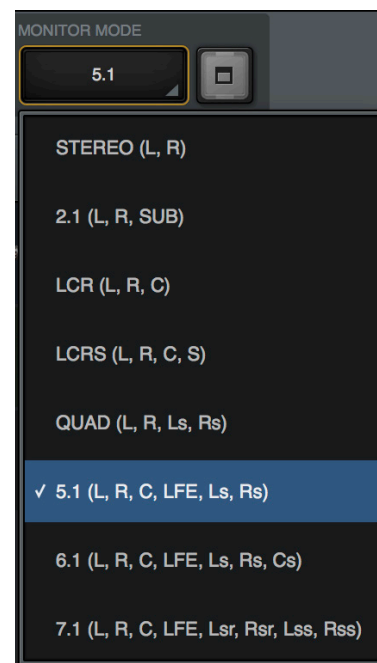 MONITOR MODE
5.1
STEREO (L, R)
2.1 (L, R, SUB)
LCR (L, R, C)
LCRS (L, R, C, S)
QUAD (L, R, Ls, Rs)
✓ 5.1 (L, R, C, LFE, Ls, Rs)
6.1 (L, R, C, LFE, Ls, Rs, Cs)
7.1 (L, R, C, LFE, Lsr, Rsr, Lss, Rss)